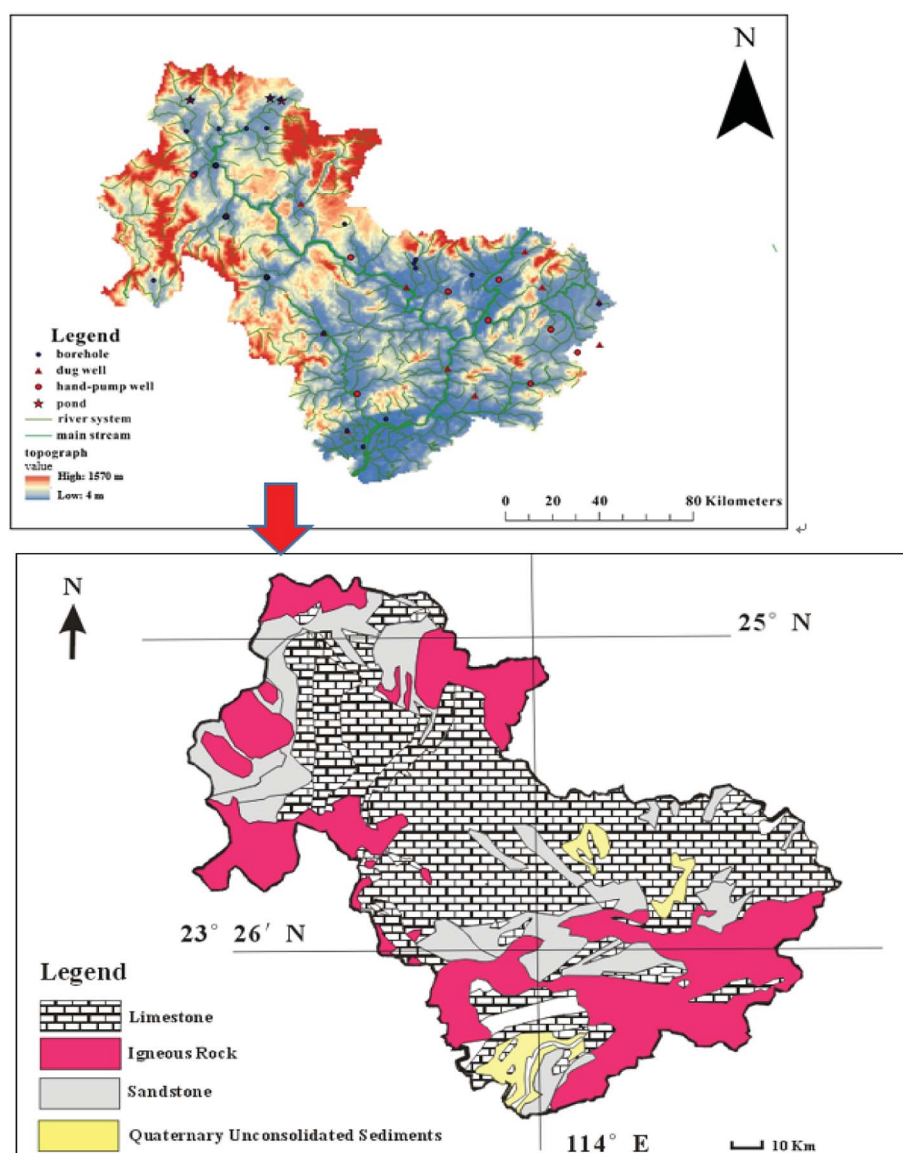 N
Legend
borehole
dug well
hand-pump well
pond
river system
main stream
topograph
value
High: 1570 m
Low: 4 m
0 20 40 80 Kilometers
N
25° N
23° 26′ N
Legend
Limestone
Igneous Rock
Sandstone
Quaternary Unconsolidated Sediments
114° E
10 Km